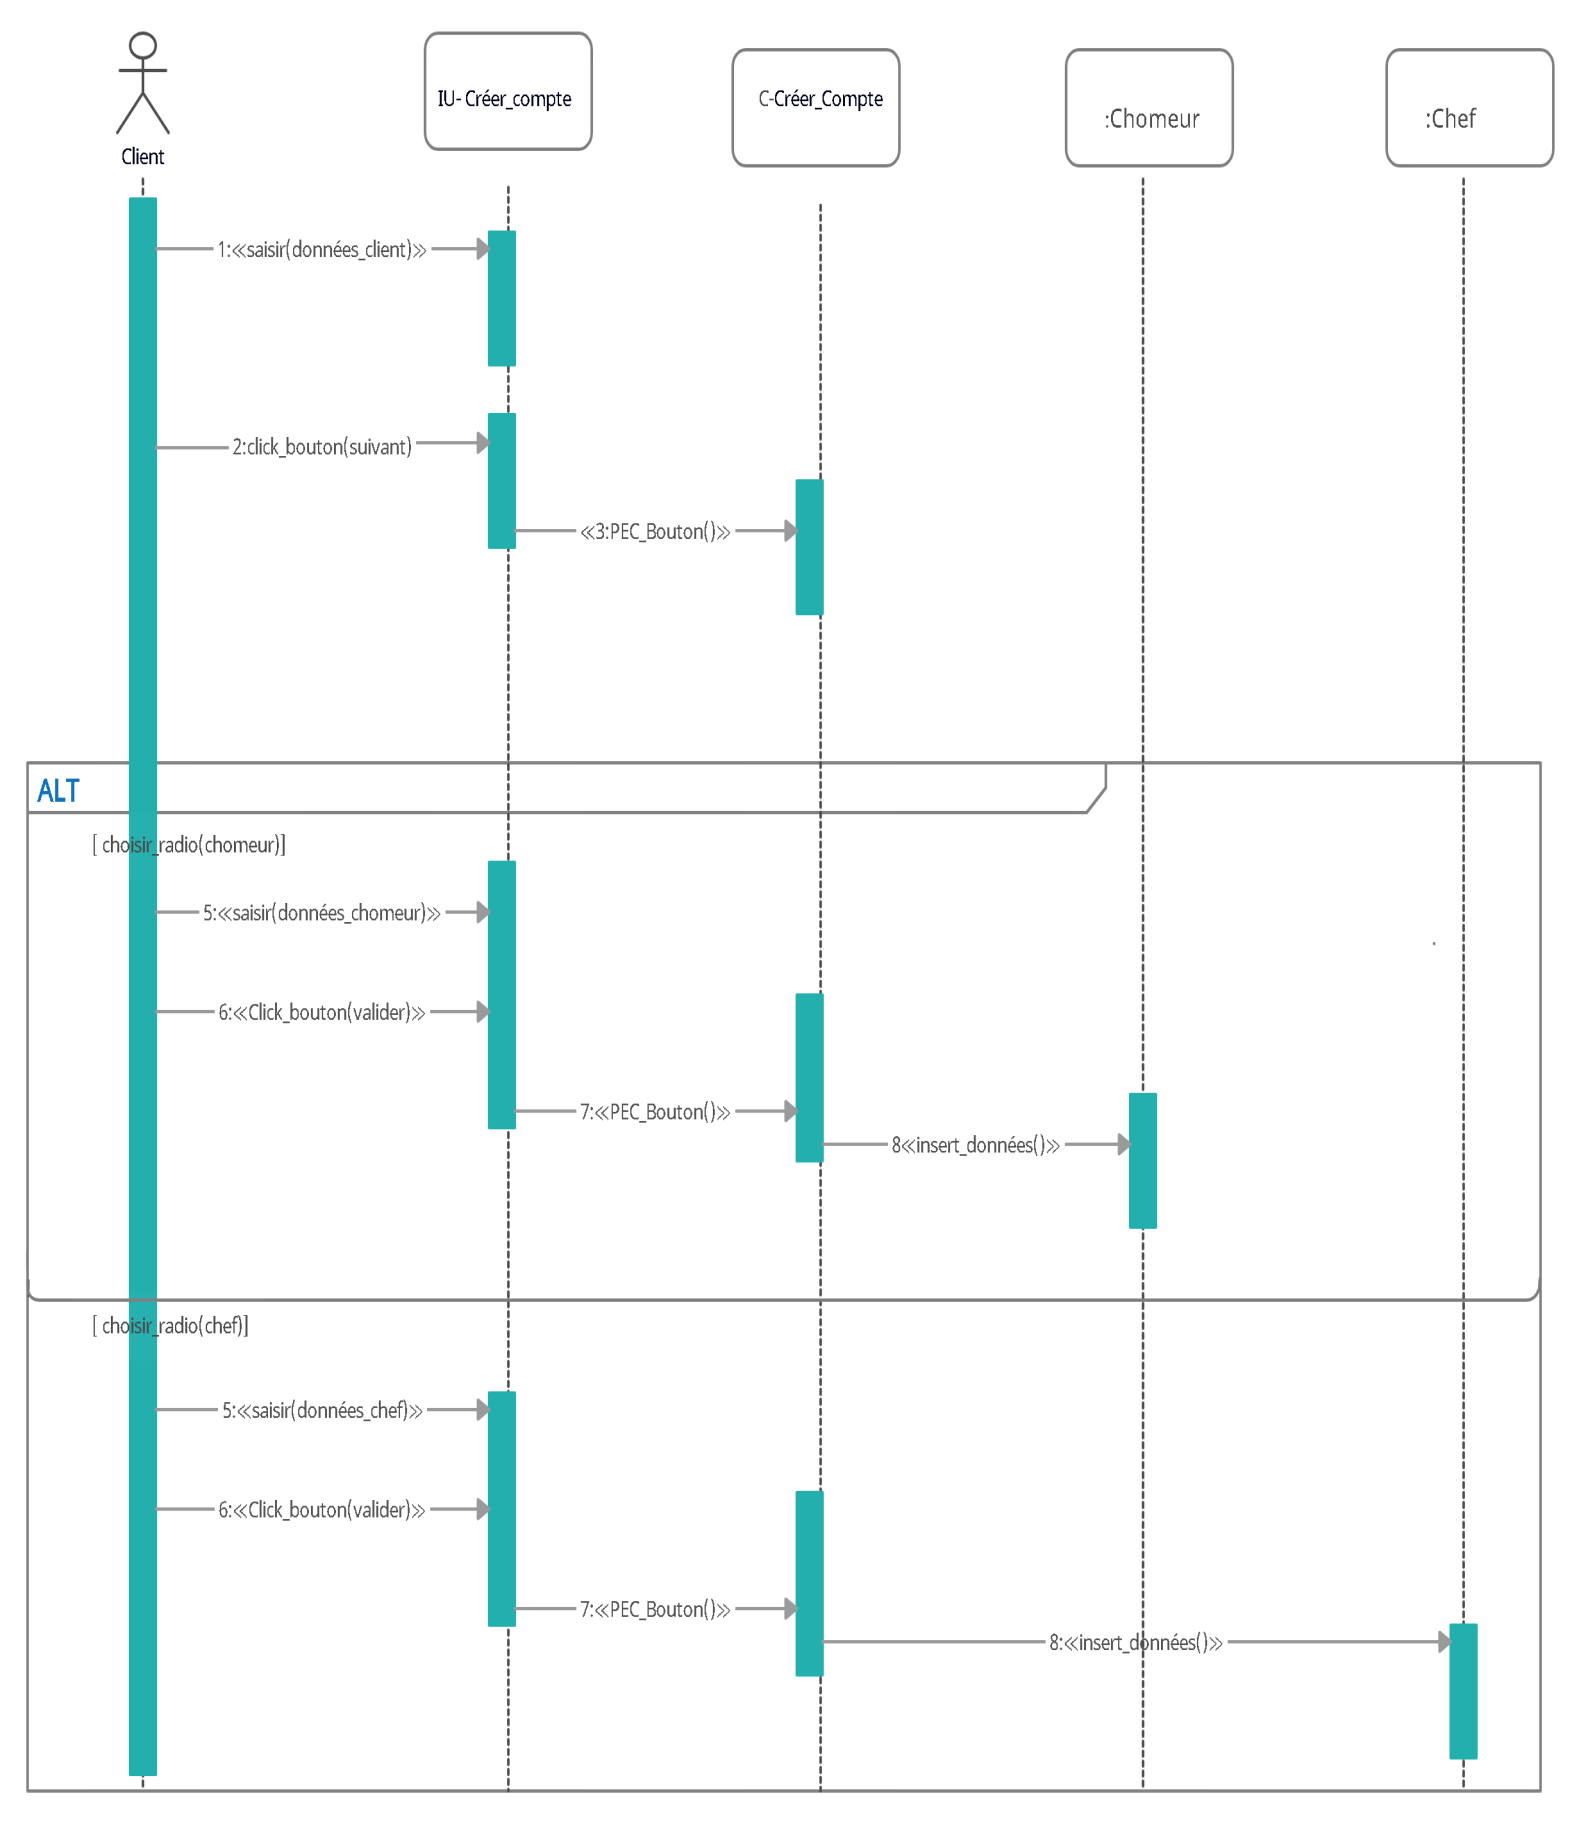 Client
IU- Créer_compte
C-Créer_Compte
:Chomeur
:Chef
1:≪saisir(données_client)≫
2:click_bouton(suivant)
≪3:PEC_Bouton()≫
ALT
[ choisir_radio(chomeur)]
5:≪saisir(données_chomeur)≫
6:≪Click_bouton(valider)≫
7:≪PEC_Bouton()≫
8≪insert_données()≫
[ choisir_radio(chef)]
5:≪saisir(données_chef)≫
6:≪Click_bouton(valider)≫
7:≪PEC_Bouton()≫
8:≪insert_données()≫